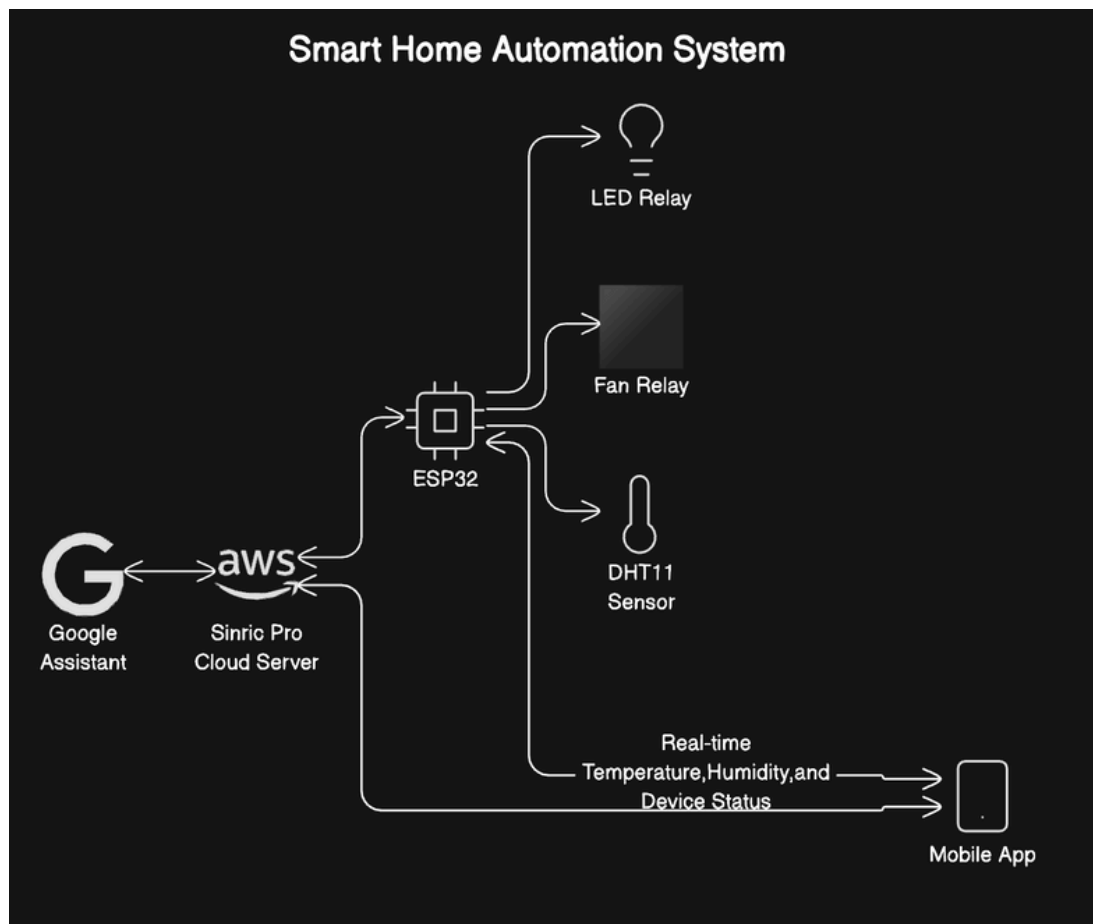 Smart Home Automation System
LED Relay
Fan Relay
ESP32
DHT11
Sensor
aws
Google
Assistant
Sinric Pro
Cloud Server
Real-time
Temperature,Humidity,and
Device Status
Mobile App